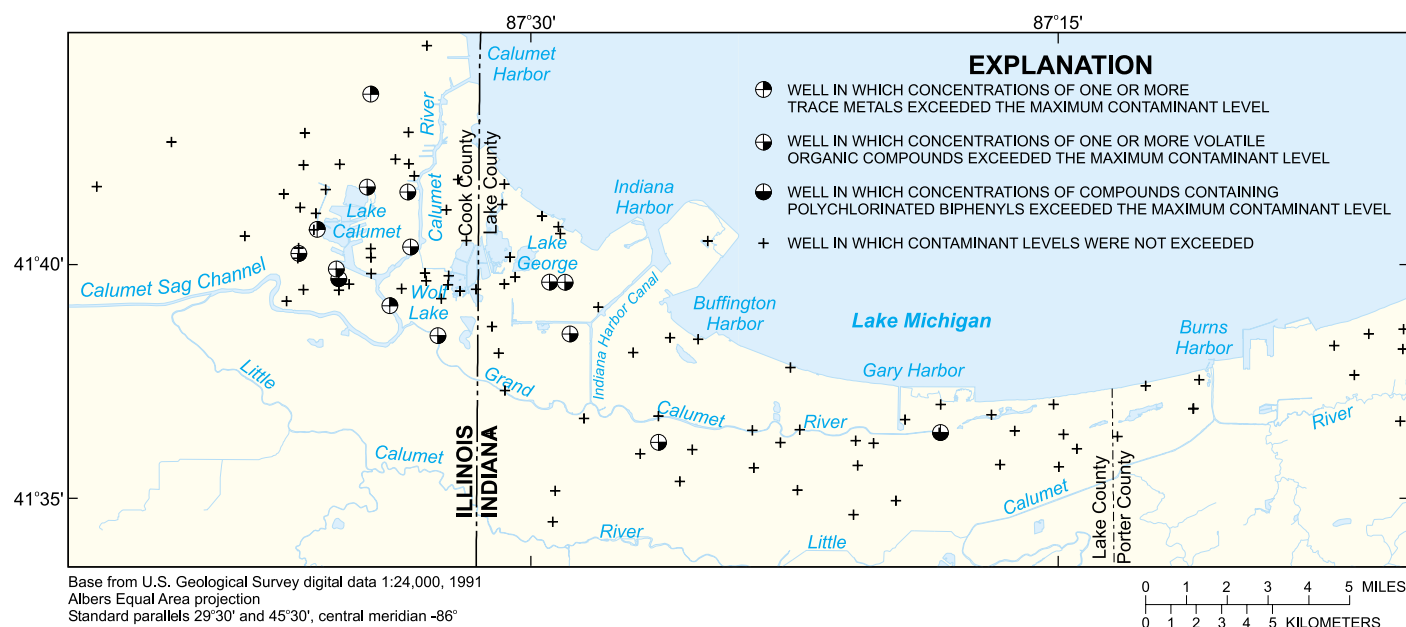 87°30'
87°15'
Calumet
Harbor
EXPLANATION
WELL IN WHICH CONCENTRATIONS OF ONE OR MORE
TRACE METALS EXCEEDED THE MAXIMUM CONTAMINANT LEVEL
WELL IN WHICH CONCENTRATIONS OF ONE OR MORE VOLATILE
ORGANIC COMPOUNDS EXCEEDED THE MAXIMUM CONTAMINANT LEVEL
WELL IN WHICH CONCENTRATIONS OF COMPOUNDS CONTAINING
POLYCHLORINATED BIPHENYLS EXCEEDED THE MAXIMUM CONTAMINANT LEVEL
WELL IN WHICH CONTAMINANT LEVELS WERE NOT EXCEEDED
River
Calumet
Cook County
Lake County
Indiana
Harbor
Lake
Calumet
Lake
George
41°40'
Calumet Sag Channel
Wolf
Lake
Indiana Harbor Canal
Buffington
Harbor
Lake Michigan
Burns
Harbor
Gary Harbor
Little
Grand
Calumet
River
River
Calumet
ILLINOIS
INDIANA
41°35'
Calumet
Lake County
Porter County
River
Little
Base from U.S. Geological Survey digital data 1:24,000, 1991
Albers Equal Area projection
Standard parallels 29°30' and 45°30', central meridian -86°
0 1 2 3 4 5 MILES
0 1 2 3 4 5 KILOMETERS